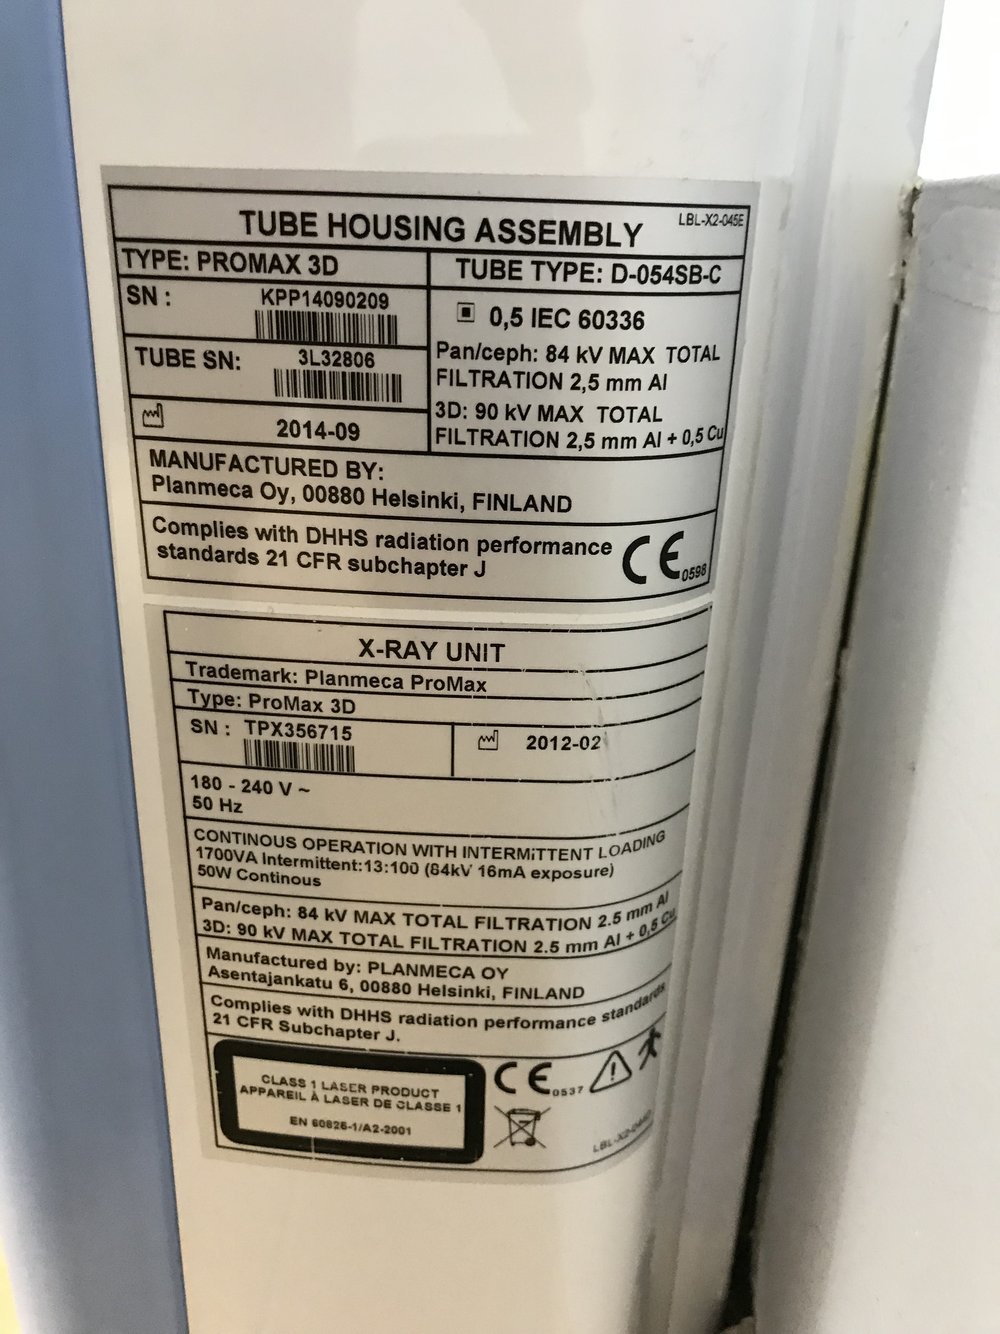 TUBE HOUSING ASSEMBLY
LBL-X2-045E
TYPE: PROMAX 3D
TUBE TYPE: D-054SB-C
SN : KPP14090209
0,5 IEC 60336
TUBE SN: 3L32806
Pan/ceph: 84 kV MAX TOTAL
FILTRATION 2,5 mm Al
2014-09
3D: 90 kV MAX TOTAL
FILTRATION 2,5 mm Al + 0,5 Cu
MANUFACTURED BY:
Planmeca Oy, 00880 Helsinki, FINLAND
Complies with DHHS radiation performance
standards 21 CFR subchapter J
CE 0598
X-RAY UNIT
Trademark: Planmeca ProMax
Type: ProMax 3D
SN : TPX356715
2012-02
180 - 240 V ~
50 Hz
CONTINOUS OPERATION WITH INTERMiTTENT LOADING
1700VA Intermittent:13:100 (84kV 16mA exposure)
50W Continous
Pan/ceph: 84 kV MAX TOTAL FILTRATION 2.5 mm Al
3D: 90 kV MAX TOTAL FILTRATION 2.5 mm Al + 0,5 Cu
Manufactured by: PLANMECA OY
Asentajankatu 6, 00880 Helsinki, FINLAND
Complies with DHHS radiation performance standards
21 CFR Subchapter J.
CLASS 1 LASER PRODUCT
APPAREIL À LASER DE CLASSE 1
EN 60825-1/A2-2001
CE 0537